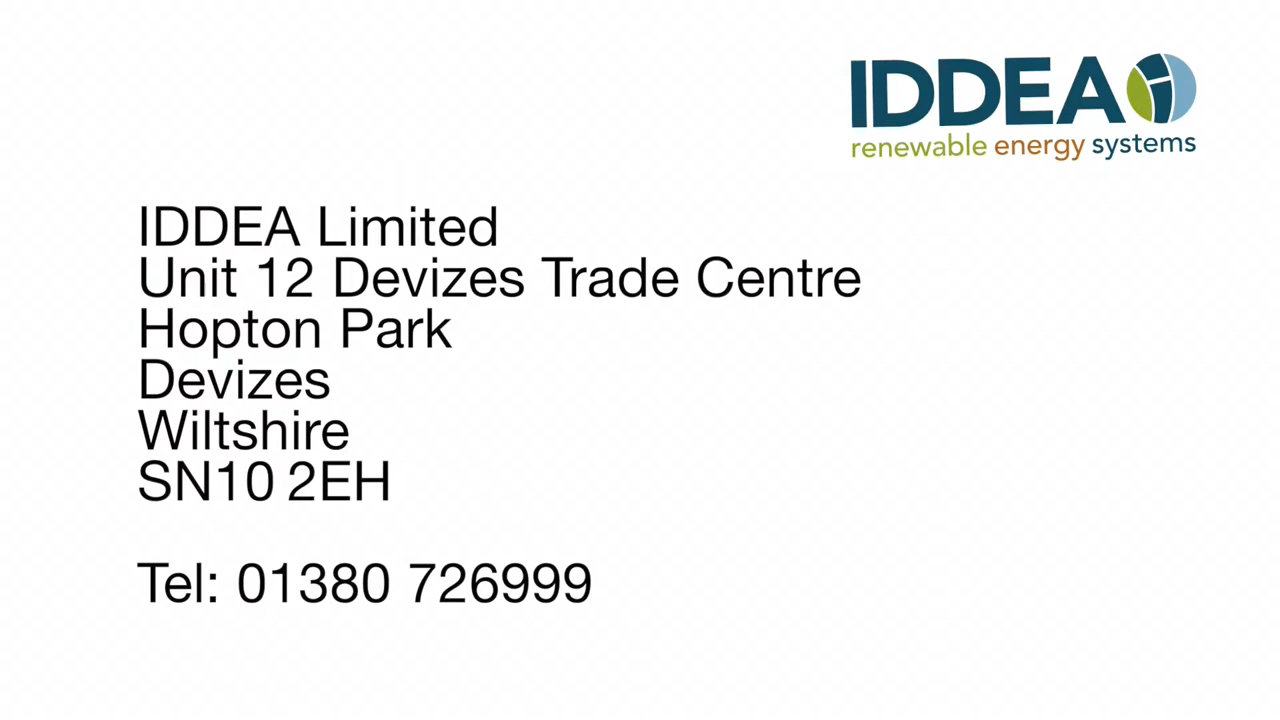 IDDEA
renewable energy systems
IDDEA Limited
Unit 12 Devizes Trade Centre
Hopton Park
Devizes
Wiltshire
SN10 2EH
Tel: 01380 726999